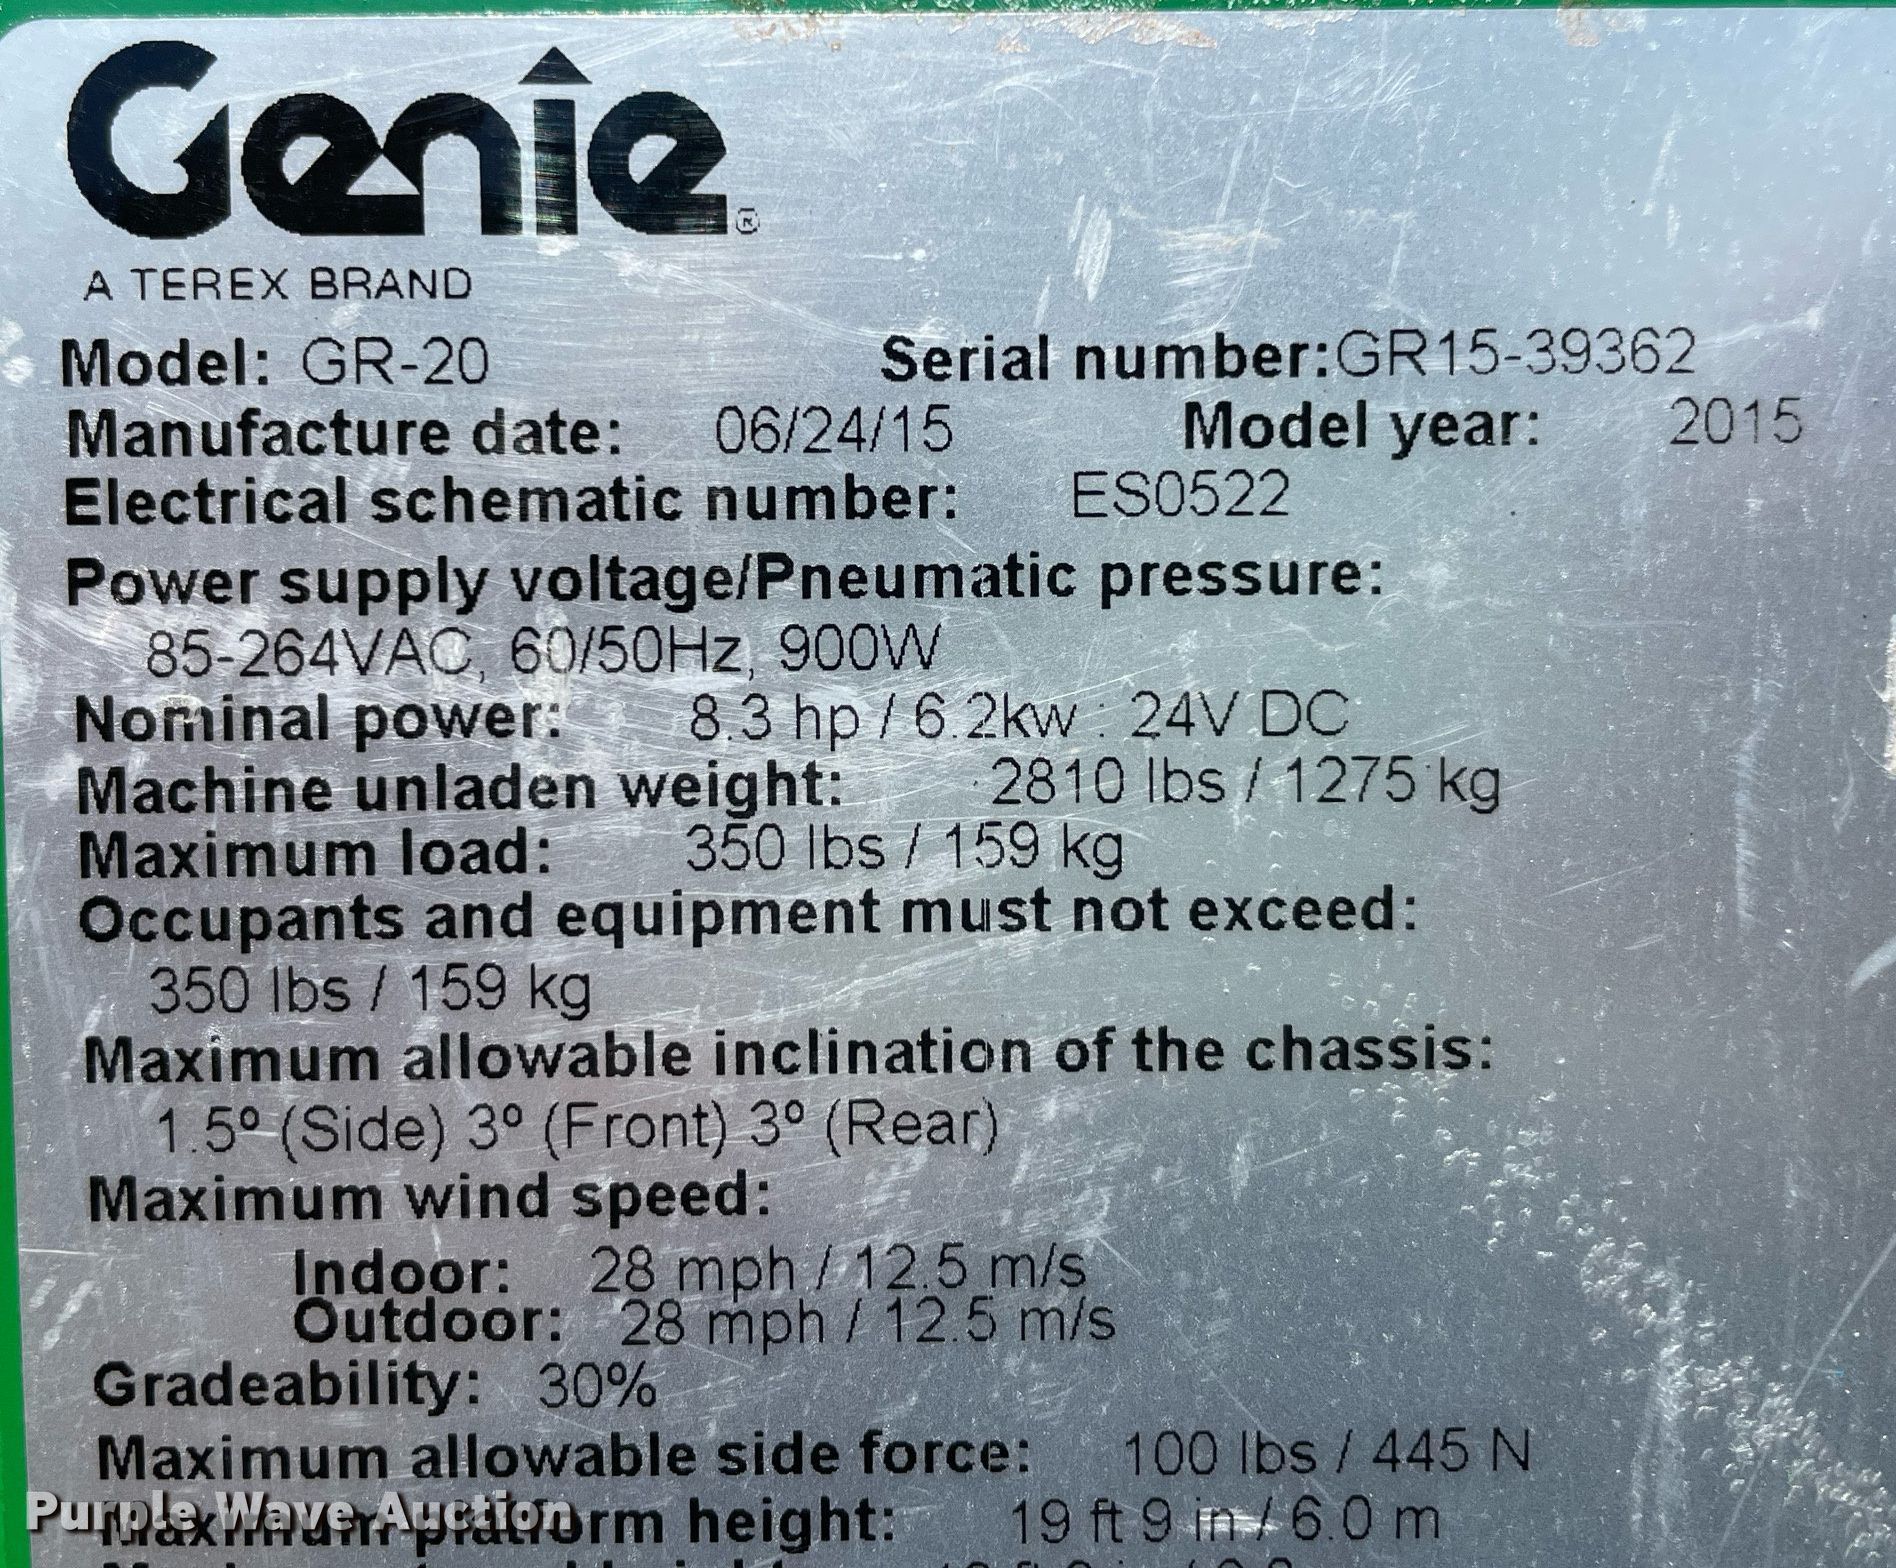 Genie®
A TEREX BRAND
Model: GR-20 Serial number:GR15-39362
Manufacture date: 06/24/15 Model year: 2015
Electrical schematic number: ES0522
Power supply voltage/Pneumatic pressure:
85-264VAC, 60/50Hz, 900W
Nominal power: 8.3 hp / 6.2kw : 24V DC
Machine unladen weight: 2810 lbs / 1275 kg
Maximum load: 350 lbs / 159 kg
Occupants and equipment must not exceed:
350 lbs / 159 kg
Maximum allowable inclination of the chassis:
1.5º (Side) 3º (Front) 3º (Rear)
Maximum wind speed:
Indoor: 28 mph / 12.5 m/s
Outdoor: 28 mph / 12.5 m/s
Gradeability: 30%
Maximum allowable side force: 100 lbs / 445 N
Maximum platform height: 19 ft 9 in / 6.0 m
Purple Wave Auction